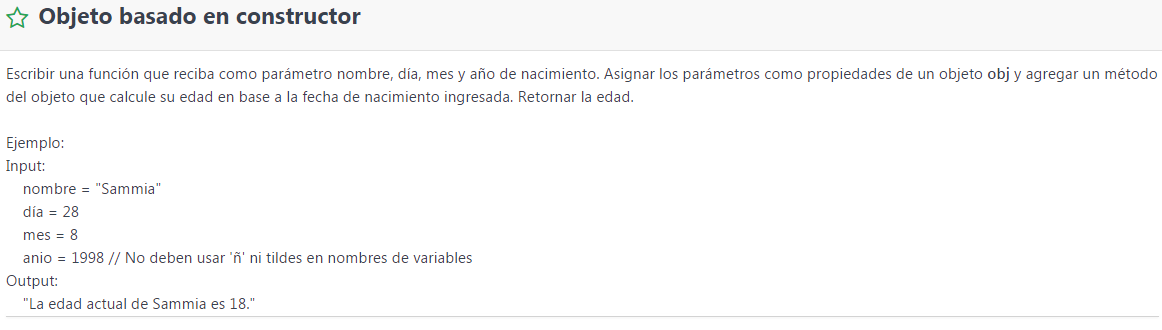 Objeto basado en constructor
Escribir una función que reciba como parámetro nombre, día, mes y año de nacimiento. Asignar los parámetros como propiedades de un objeto obj y agregar un método
del objeto que calcule su edad en base a la fecha de nacimiento ingresada. Retornar la edad.
Ejemplo:
Input:
nombre = "Sammia"
día = 28
mes = 8
anio = 1998 // No deben usar 'ñ' ni tildes en nombres de variables
Output:
"La edad actual de Sammia es 18."